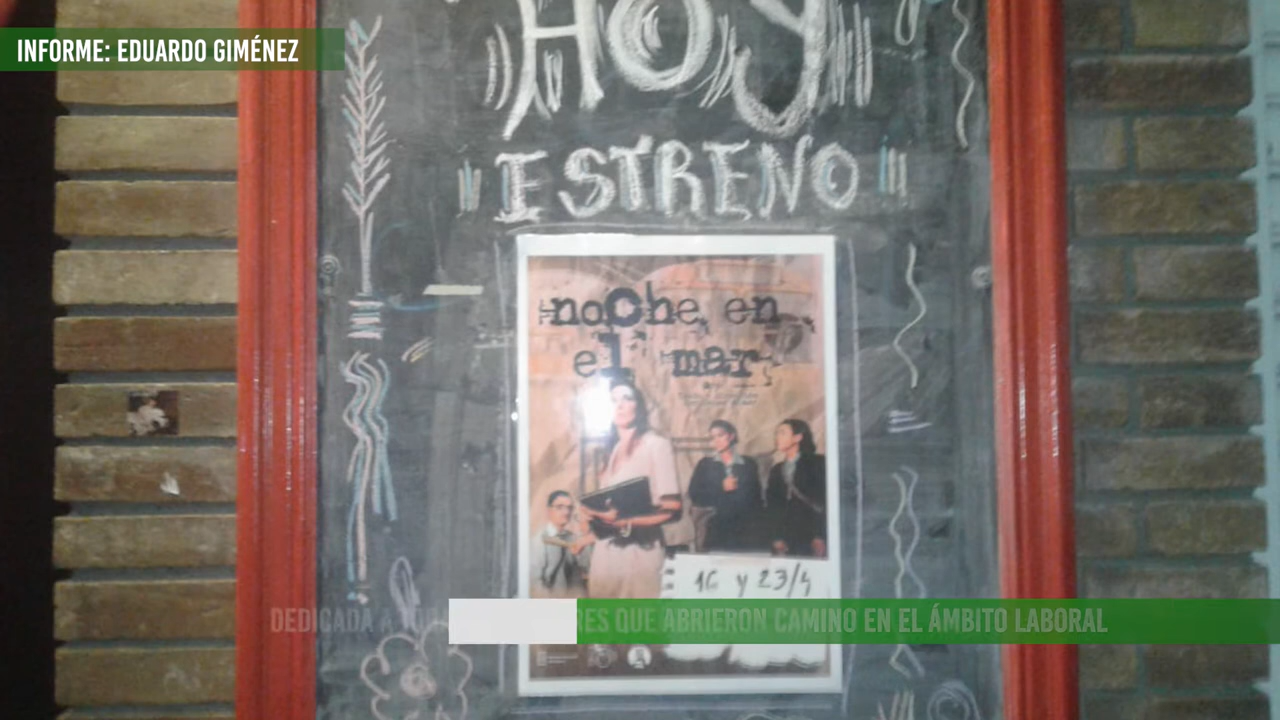 INFORME: EDUARDO GIMÉNEZ
HOY
ESTRENO
noche en
el mar
16 y 23/4
DEDICADA A RES QUE ABRIERON CAMINO EN EL ÁMBITO LABORAL